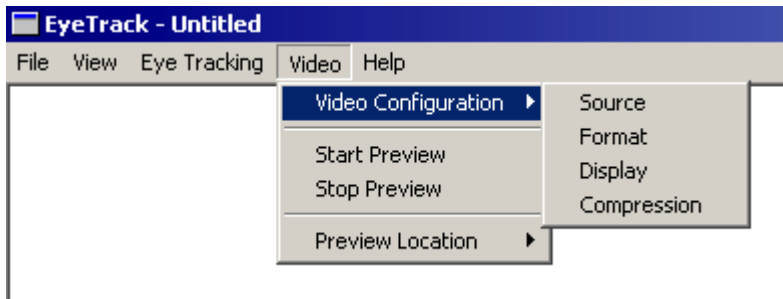 EyeTrack - Untitled
File View Eye Tracking Video Help
Video Configuration
Start Preview
Stop Preview
Preview Location
Source
Format
Display
Compression